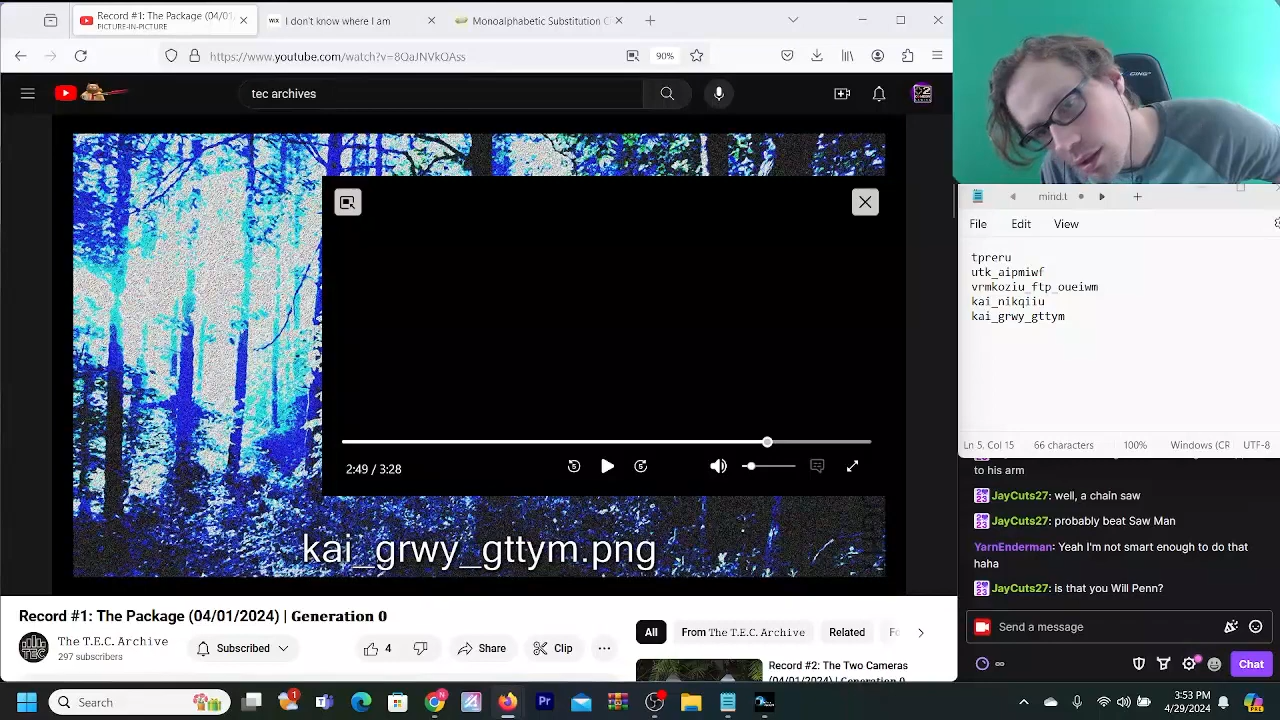 Record #1: The Package (04/01/
PICTURE-IN-PICTURE
I don't know where I am
Monoalphabetic Substitution C
https://www.youtube.com/watch?v=8QaJNVkQAss
90%
tec archives
2:49 / 3:28
kai_grwy_gttym.png
Record #1: The Package (04/01/2024) | Generation 0
The T.E.C. Archive
297 subscribers
Subscribed
4
Share
Clip
All
From The T.E.C. Archive
Related
Record #2: The Two Cameras
(04/01/2024) | Generation 0
mind.t
File
Edit
View
tpreru
utk_aipmiwf
vrmkoziu_ftp_oueiwm
kai_nikqiiu
kai_grwy_gttym
Ln 5, Col 15
66 characters
100%
Windows (CR
UTF-8
to his arm
JayCuts27: well, a chain saw
JayCuts27: probably beat Saw Man
YarnEnderman: Yeah I'm not smart enough to do that
haha
JayCuts27: is that you Will Penn?
Send a message
Chat
Search
3:53 PM
4/29/2024